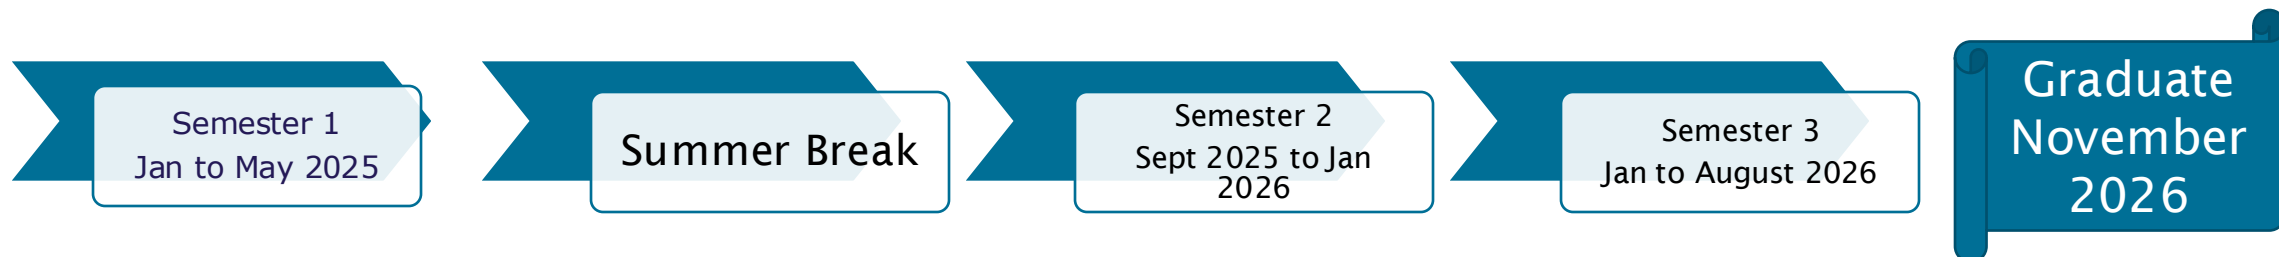 Semester 1
Jan to May 2025
Summer Break
Semester 2
Sept 2025 to Jan
2026
Semester 3
Jan to August 2026
Graduate
November
2026